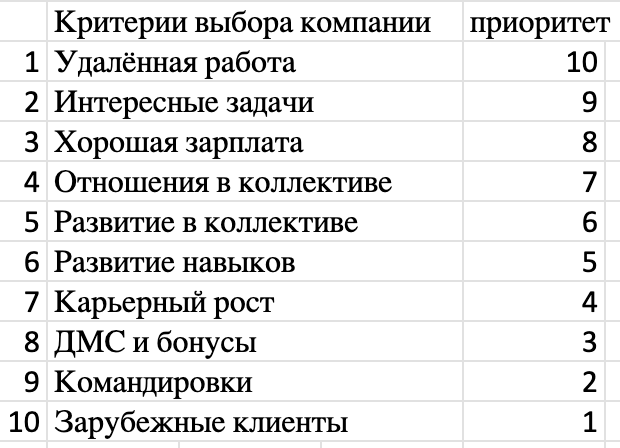 Критерии выбора компании приоритет
1 Удалённая работа 10
2 Интересные задачи 9
3 Хорошая зарплата 8
4 Отношения в коллективе 7
5 Развитие в коллективе 6
6 Развитие навыков 5
7 Карьерный рост 4
8 ДМС и бонусы 3
9 Командировки 2
10 Зарубежные клиенты 1